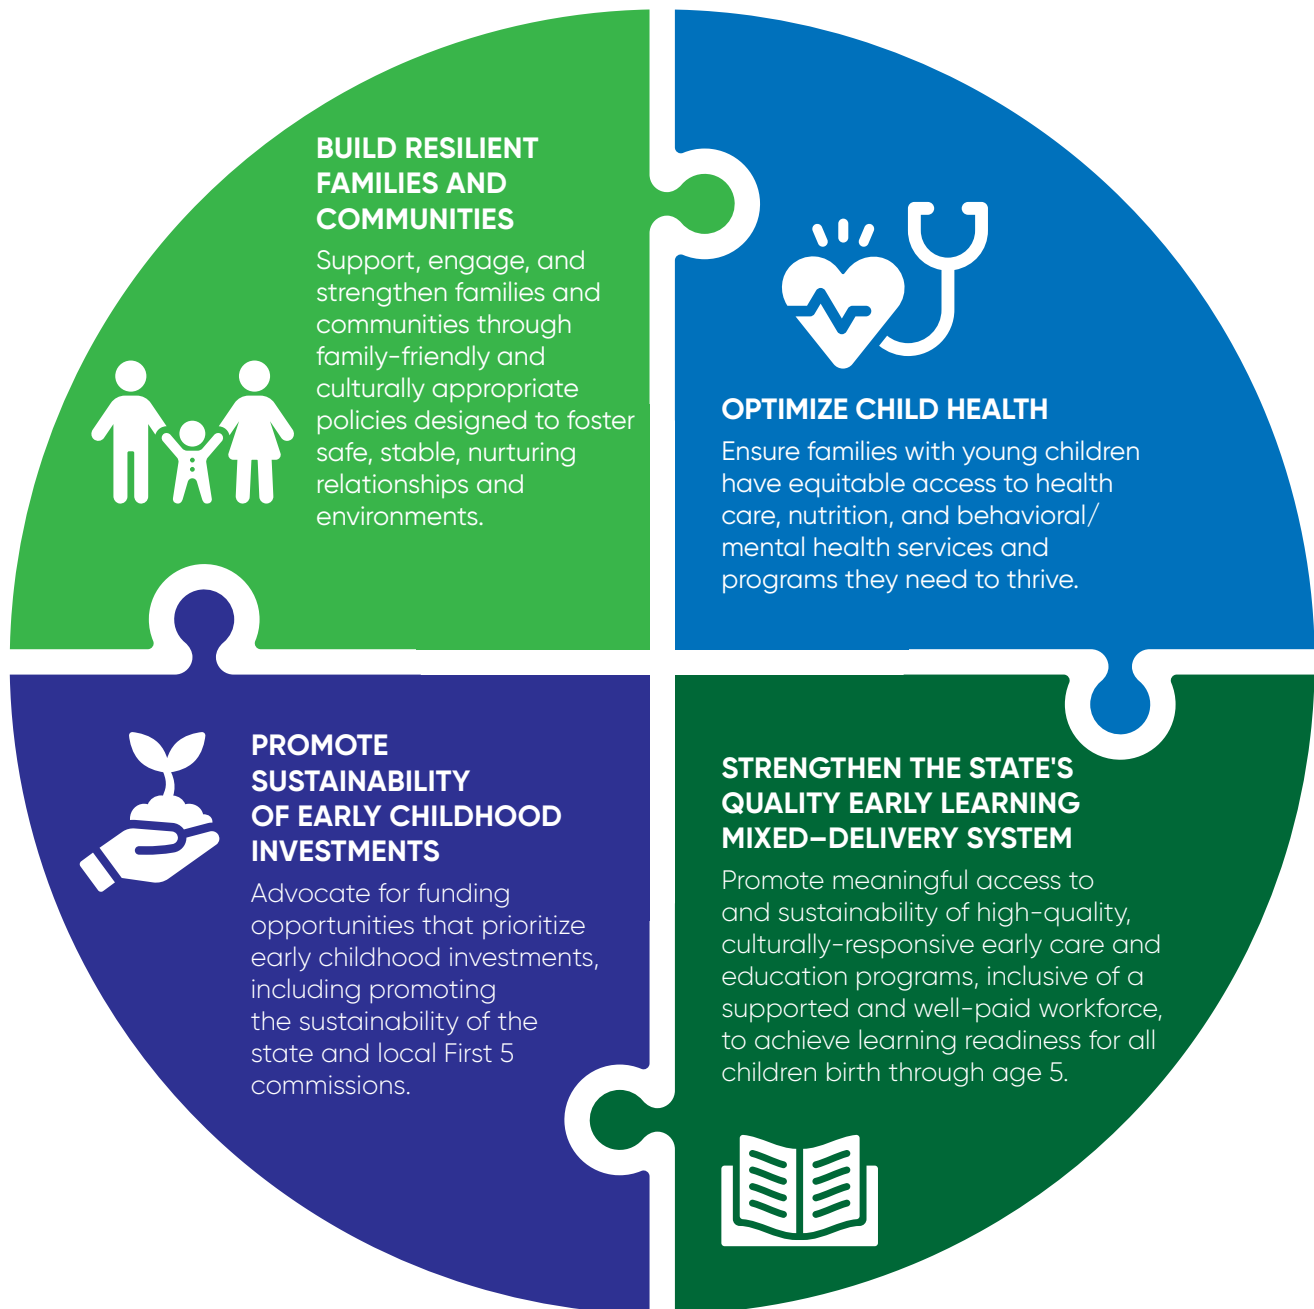 BUILD RESILIENT
FAMILIES AND
COMMUNITIES
Support, engage, and
strengthen families and
communities through
family-friendly and
culturally appropriate
policies designed to foster
safe, stable, nurturing
relationships and
environments.
OPTIMIZE CHILD HEALTH
Ensure families with young children
have equitable access to health
care, nutrition, and behavioral/
mental health services and
programs they need to thrive.
PROMOTE
SUSTAINABILITY
OF EARLY CHILDHOOD
INVESTMENTS
Advocate for funding
opportunities that prioritize
early childhood investments,
including promoting
the sustainability of the
state and local First 5
commissions.
STRENGTHEN THE STATE'S
QUALITY EARLY LEARNING
MIXED–DELIVERY SYSTEM
Promote meaningful access to
and sustainability of high-quality,
culturally-responsive early care and
education programs, inclusive of a
supported and well-paid workforce,
to achieve learning readiness for all
children birth through age 5.